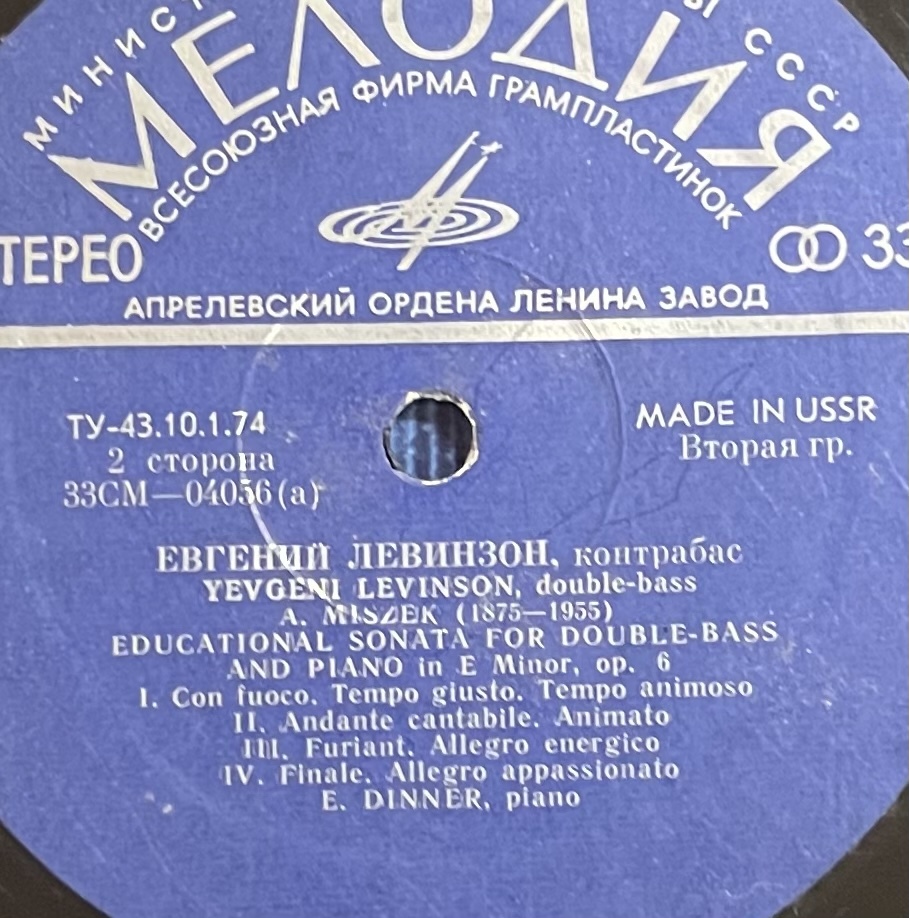 МЕЛОДИЯ
СССР
ВСЕСОЮЗНАЯ ФИРМА ГРАМПЛАСТИНОК
ТЕРЕО
33
АПРЕЛЕВСКИЙ ОРДЕНА ЛЕНИНА ЗАВОД
ТУ-43.10.1.74
2 сторона
33СМ—04056(а)
MADE IN USSR
Вторая гр.
ЕВГЕНИЙ ЛЕВИНЗОН, контрабас
YEVGENI LEVINSON, double-bass
A. MISZEK (1875—1955)
EDUCATIONAL SONATA FOR DOUBLE-BASS
AND PIANO in E Minor, op. 6
I. Con fuoco. Tempo giusto. Tempo animoso
II. Andante cantabile. Animato
III. Furiant. Allegro energico
IV. Finale. Allegro appassionato
E. DINNER, piano